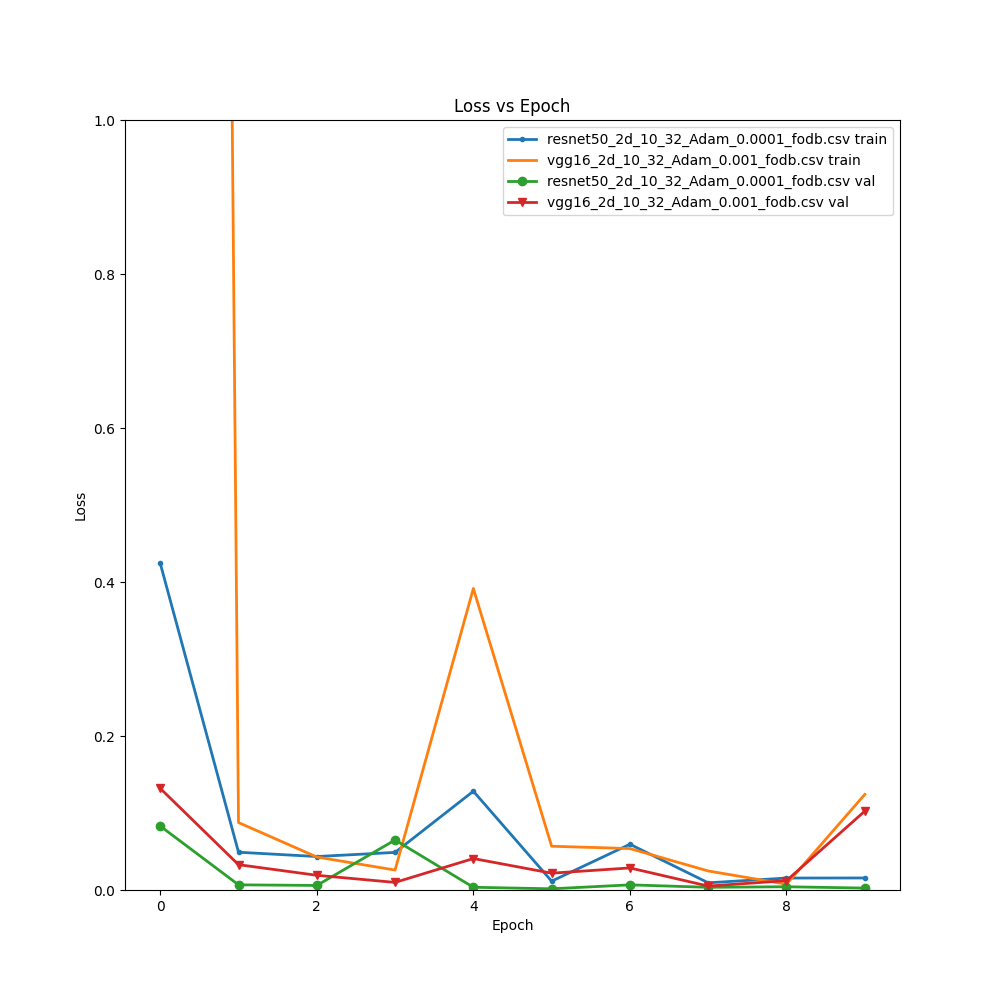 Loss vs Epoch
resnet50_2d_10_32_Adam_0.0001_fodb.csv train
vgg16_2d_10_32_Adam_0.001_fodb.csv train
resnet50_2d_10_32_Adam_0.0001_fodb.csv val
vgg16_2d_10_32_Adam_0.001_fodb.csv val
1.0
0.8
0.6
0.4
0.2
0.0
Loss
0 2 4 6 8
Epoch